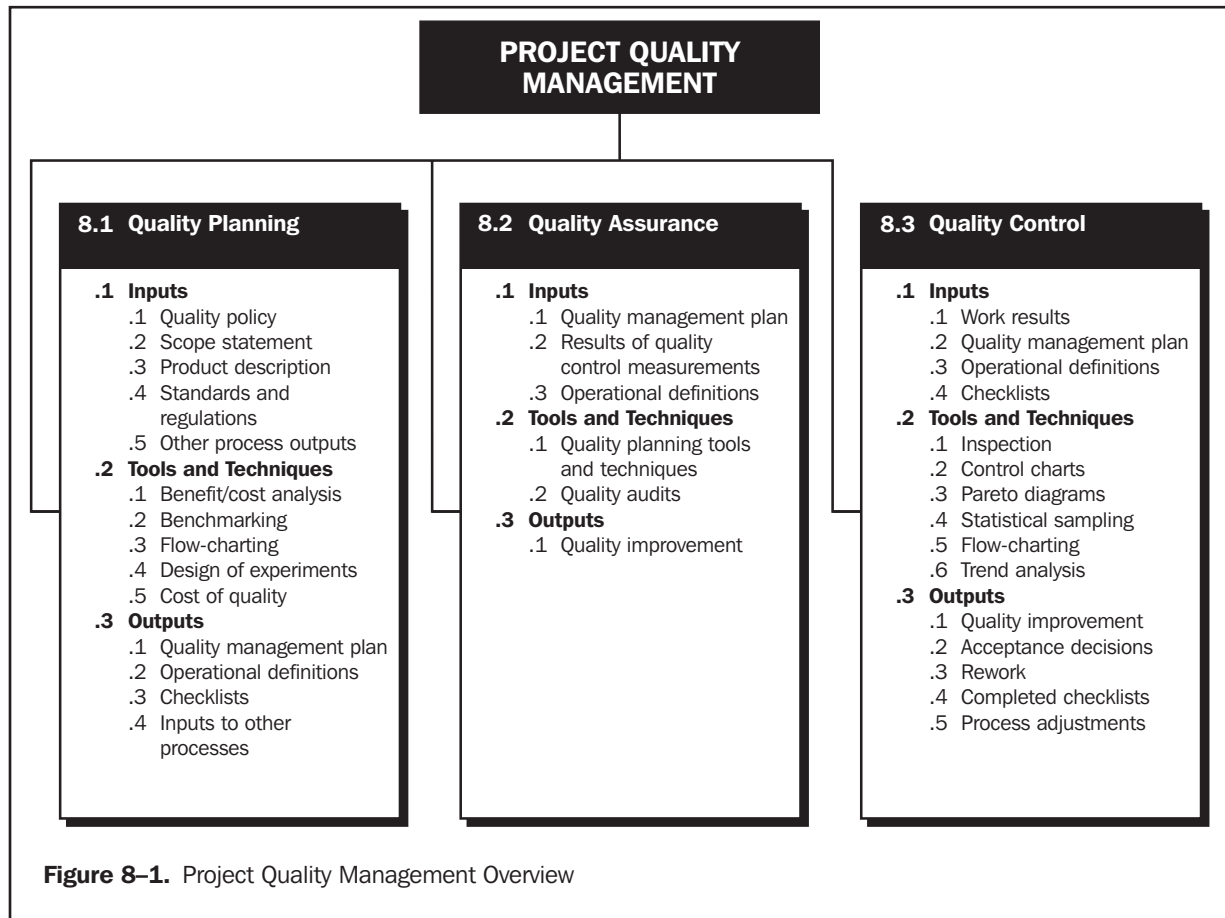 PROJECT QUALITY
MANAGEMENT
8.1 Quality Planning
.1 Inputs
.1 Quality policy
.2 Scope statement
.3 Product description
.4 Standards and
regulations
.5 Other process outputs
.2 Tools and Techniques
.1 Benefit/cost analysis
.2 Benchmarking
.3 Flow-charting
.4 Design of experiments
.5 Cost of quality
.3 Outputs
.1 Quality management plan
.2 Operational definitions
.3 Checklists
.4 Inputs to other
processes
8.2 Quality Assurance
.1 Inputs
.1 Quality management plan
.2 Results of quality
control measurements
.3 Operational definitions
.2 Tools and Techniques
.1 Quality planning tools
and techniques
.2 Quality audits
.3 Outputs
.1 Quality improvement
8.3 Quality Control
.1 Inputs
.1 Work results
.2 Quality management plan
.3 Operational definitions
.4 Checklists
.2 Tools and Techniques
.1 Inspection
.2 Control charts
.3 Pareto diagrams
.4 Statistical sampling
.5 Flow-charting
.6 Trend analysis
.3 Outputs
.1 Quality improvement
.2 Acceptance decisions
.3 Rework
.4 Completed checklists
.5 Process adjustments
Figure 8–1. Project Quality Management Overview